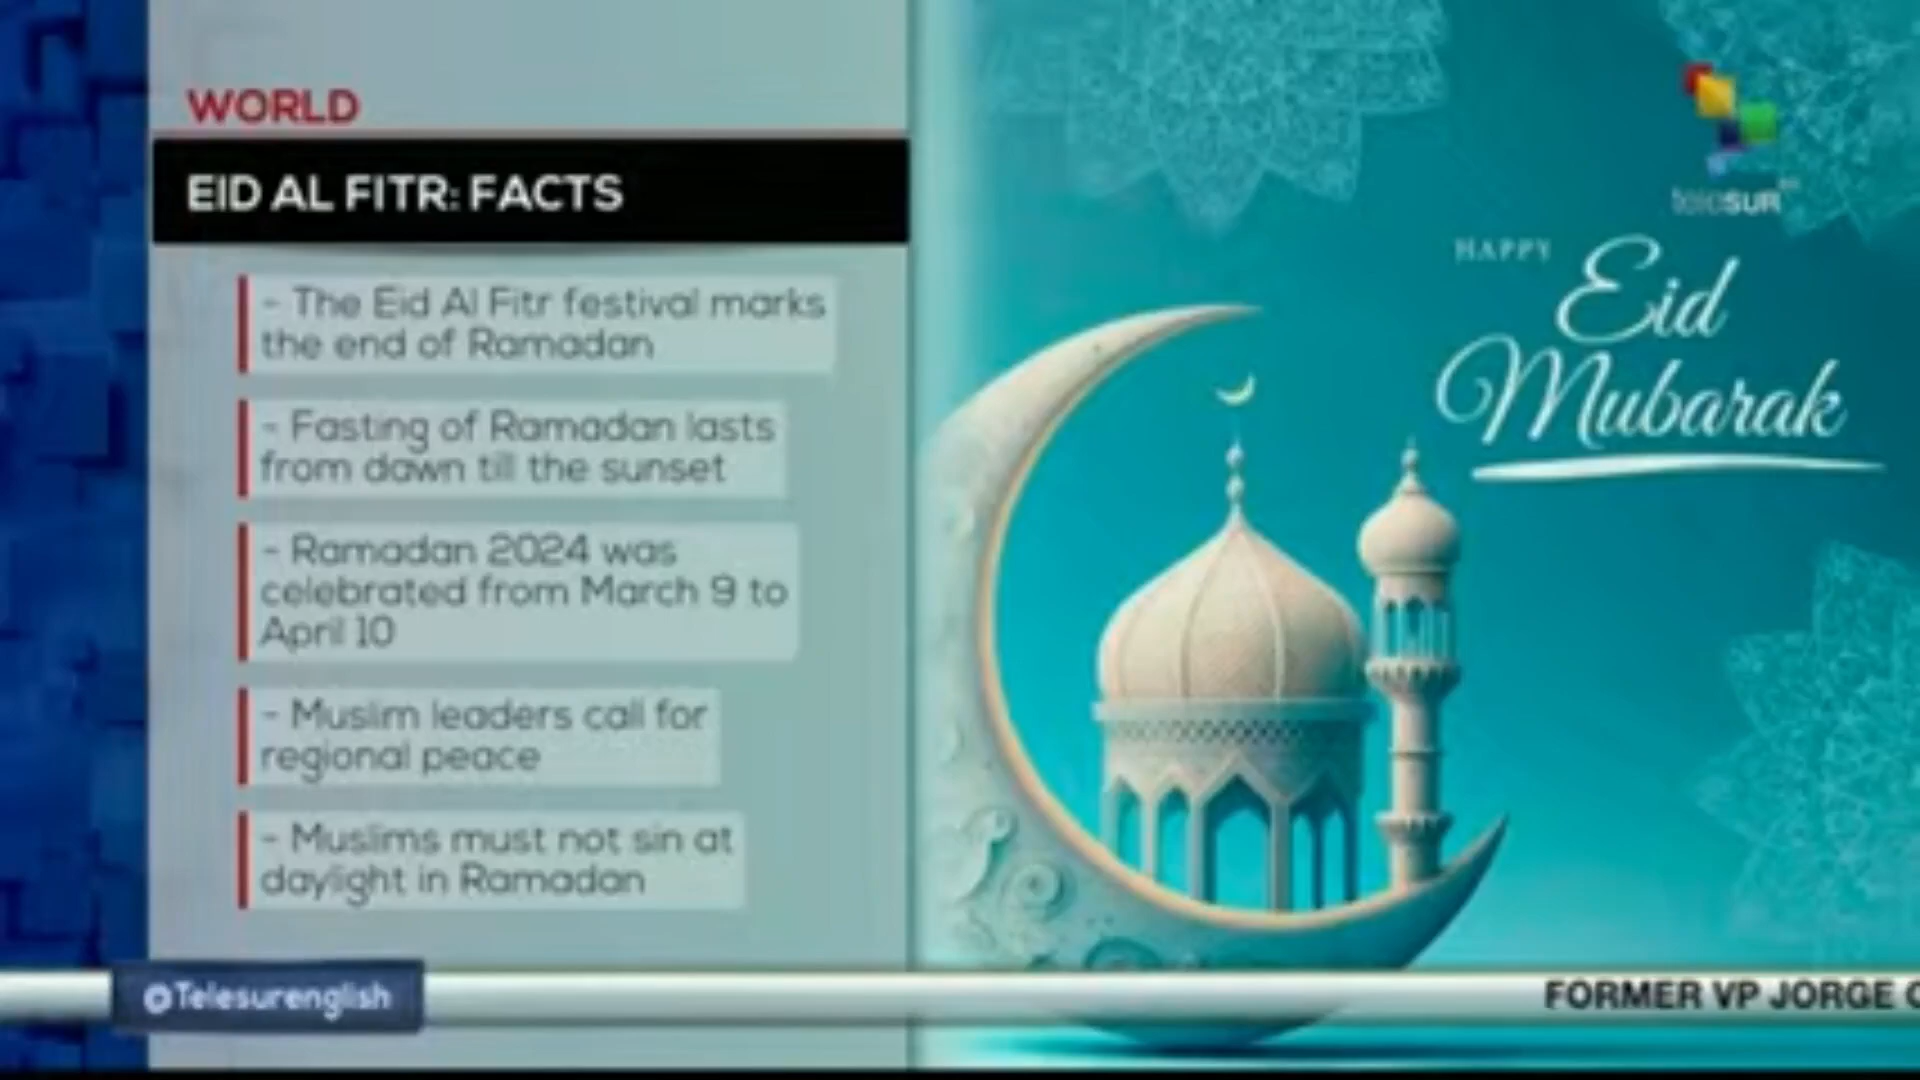 WORLD
EID AL FITR: FACTS
- The Eid Al Fitr festival marks
the end of Ramadan
- Fasting of Ramadan lasts
from dawn till the sunset
- Ramadan 2024 was
celebrated from March 9 to
April 10
- Muslim leaders call for
regional peace
- Muslims must not sin at
daylight in Ramadan
teleSUR
HAPPY
Eid
Mubarak
@Telesurenglish
FORMER VP JORGE